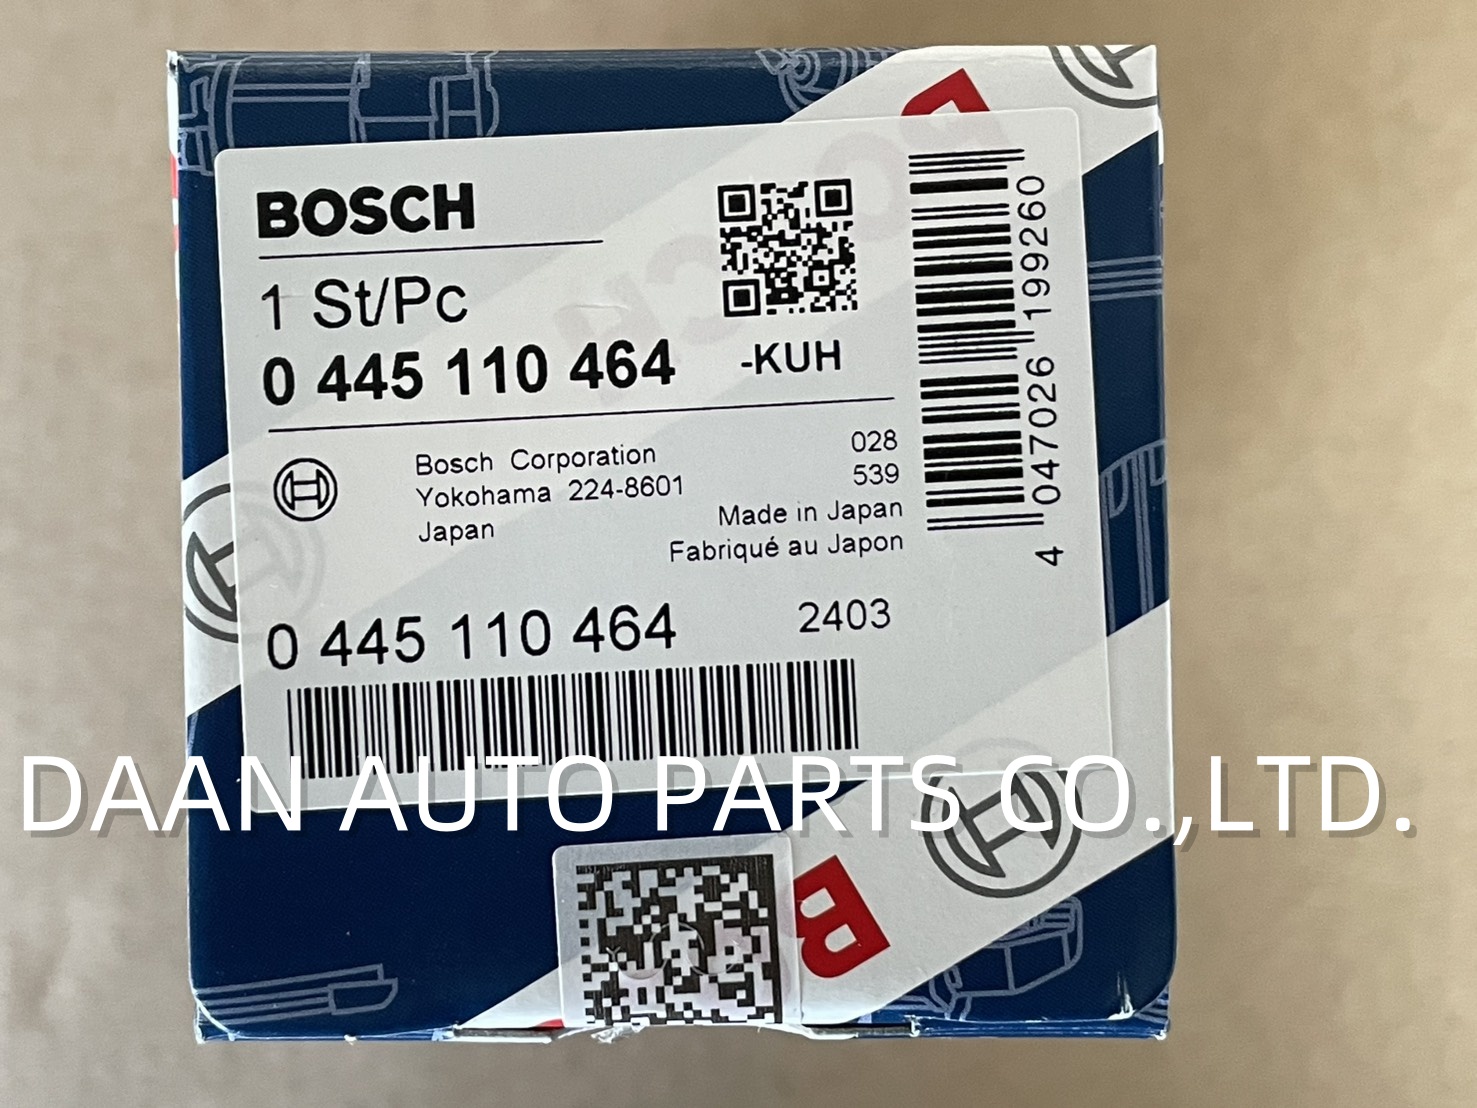 BOSCH
1 St/Pc
0 445 110 464 -KUH
Bosch Corporation
Yokohama 224-8601
Japan
028
539
Made in Japan
Fabriqué au Japon
0 445 110 464
2403
4 047026 199260
DAAN AUTO PARTS CO.,LTD.
B